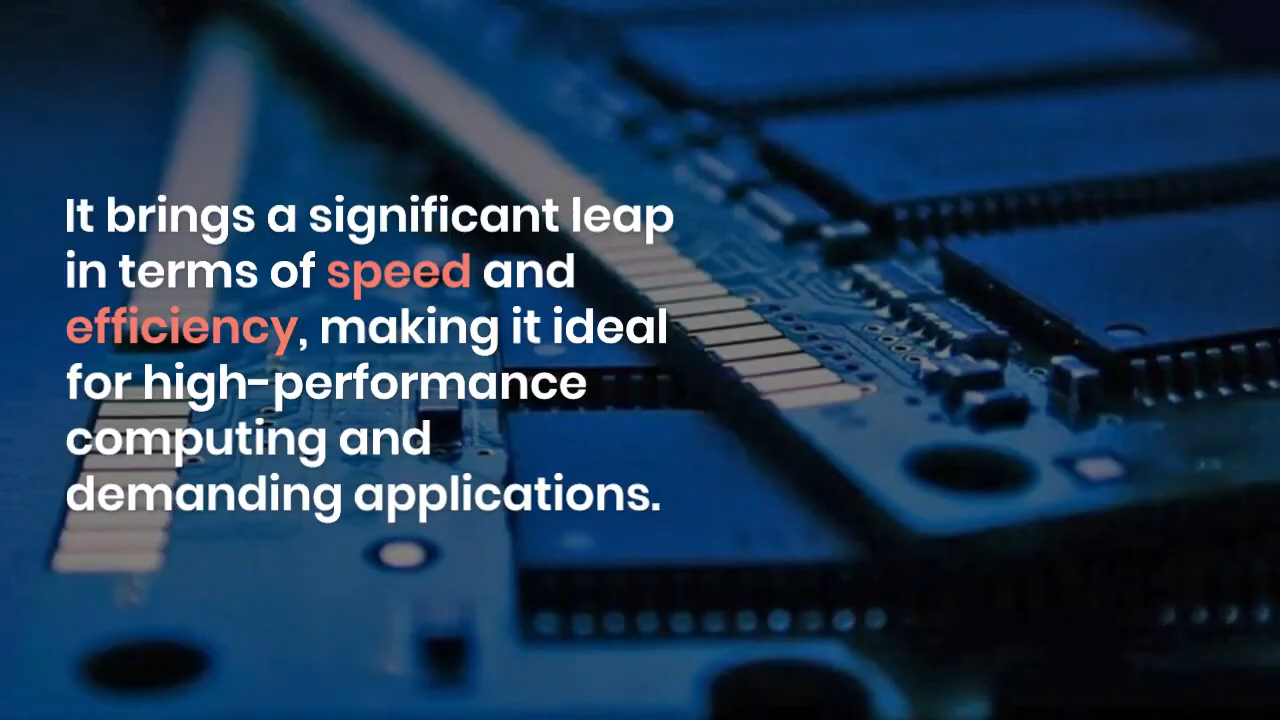 It brings a significant leap
in terms of speed and
efficiency, making it ideal
for high-performance
computing and
demanding applications.